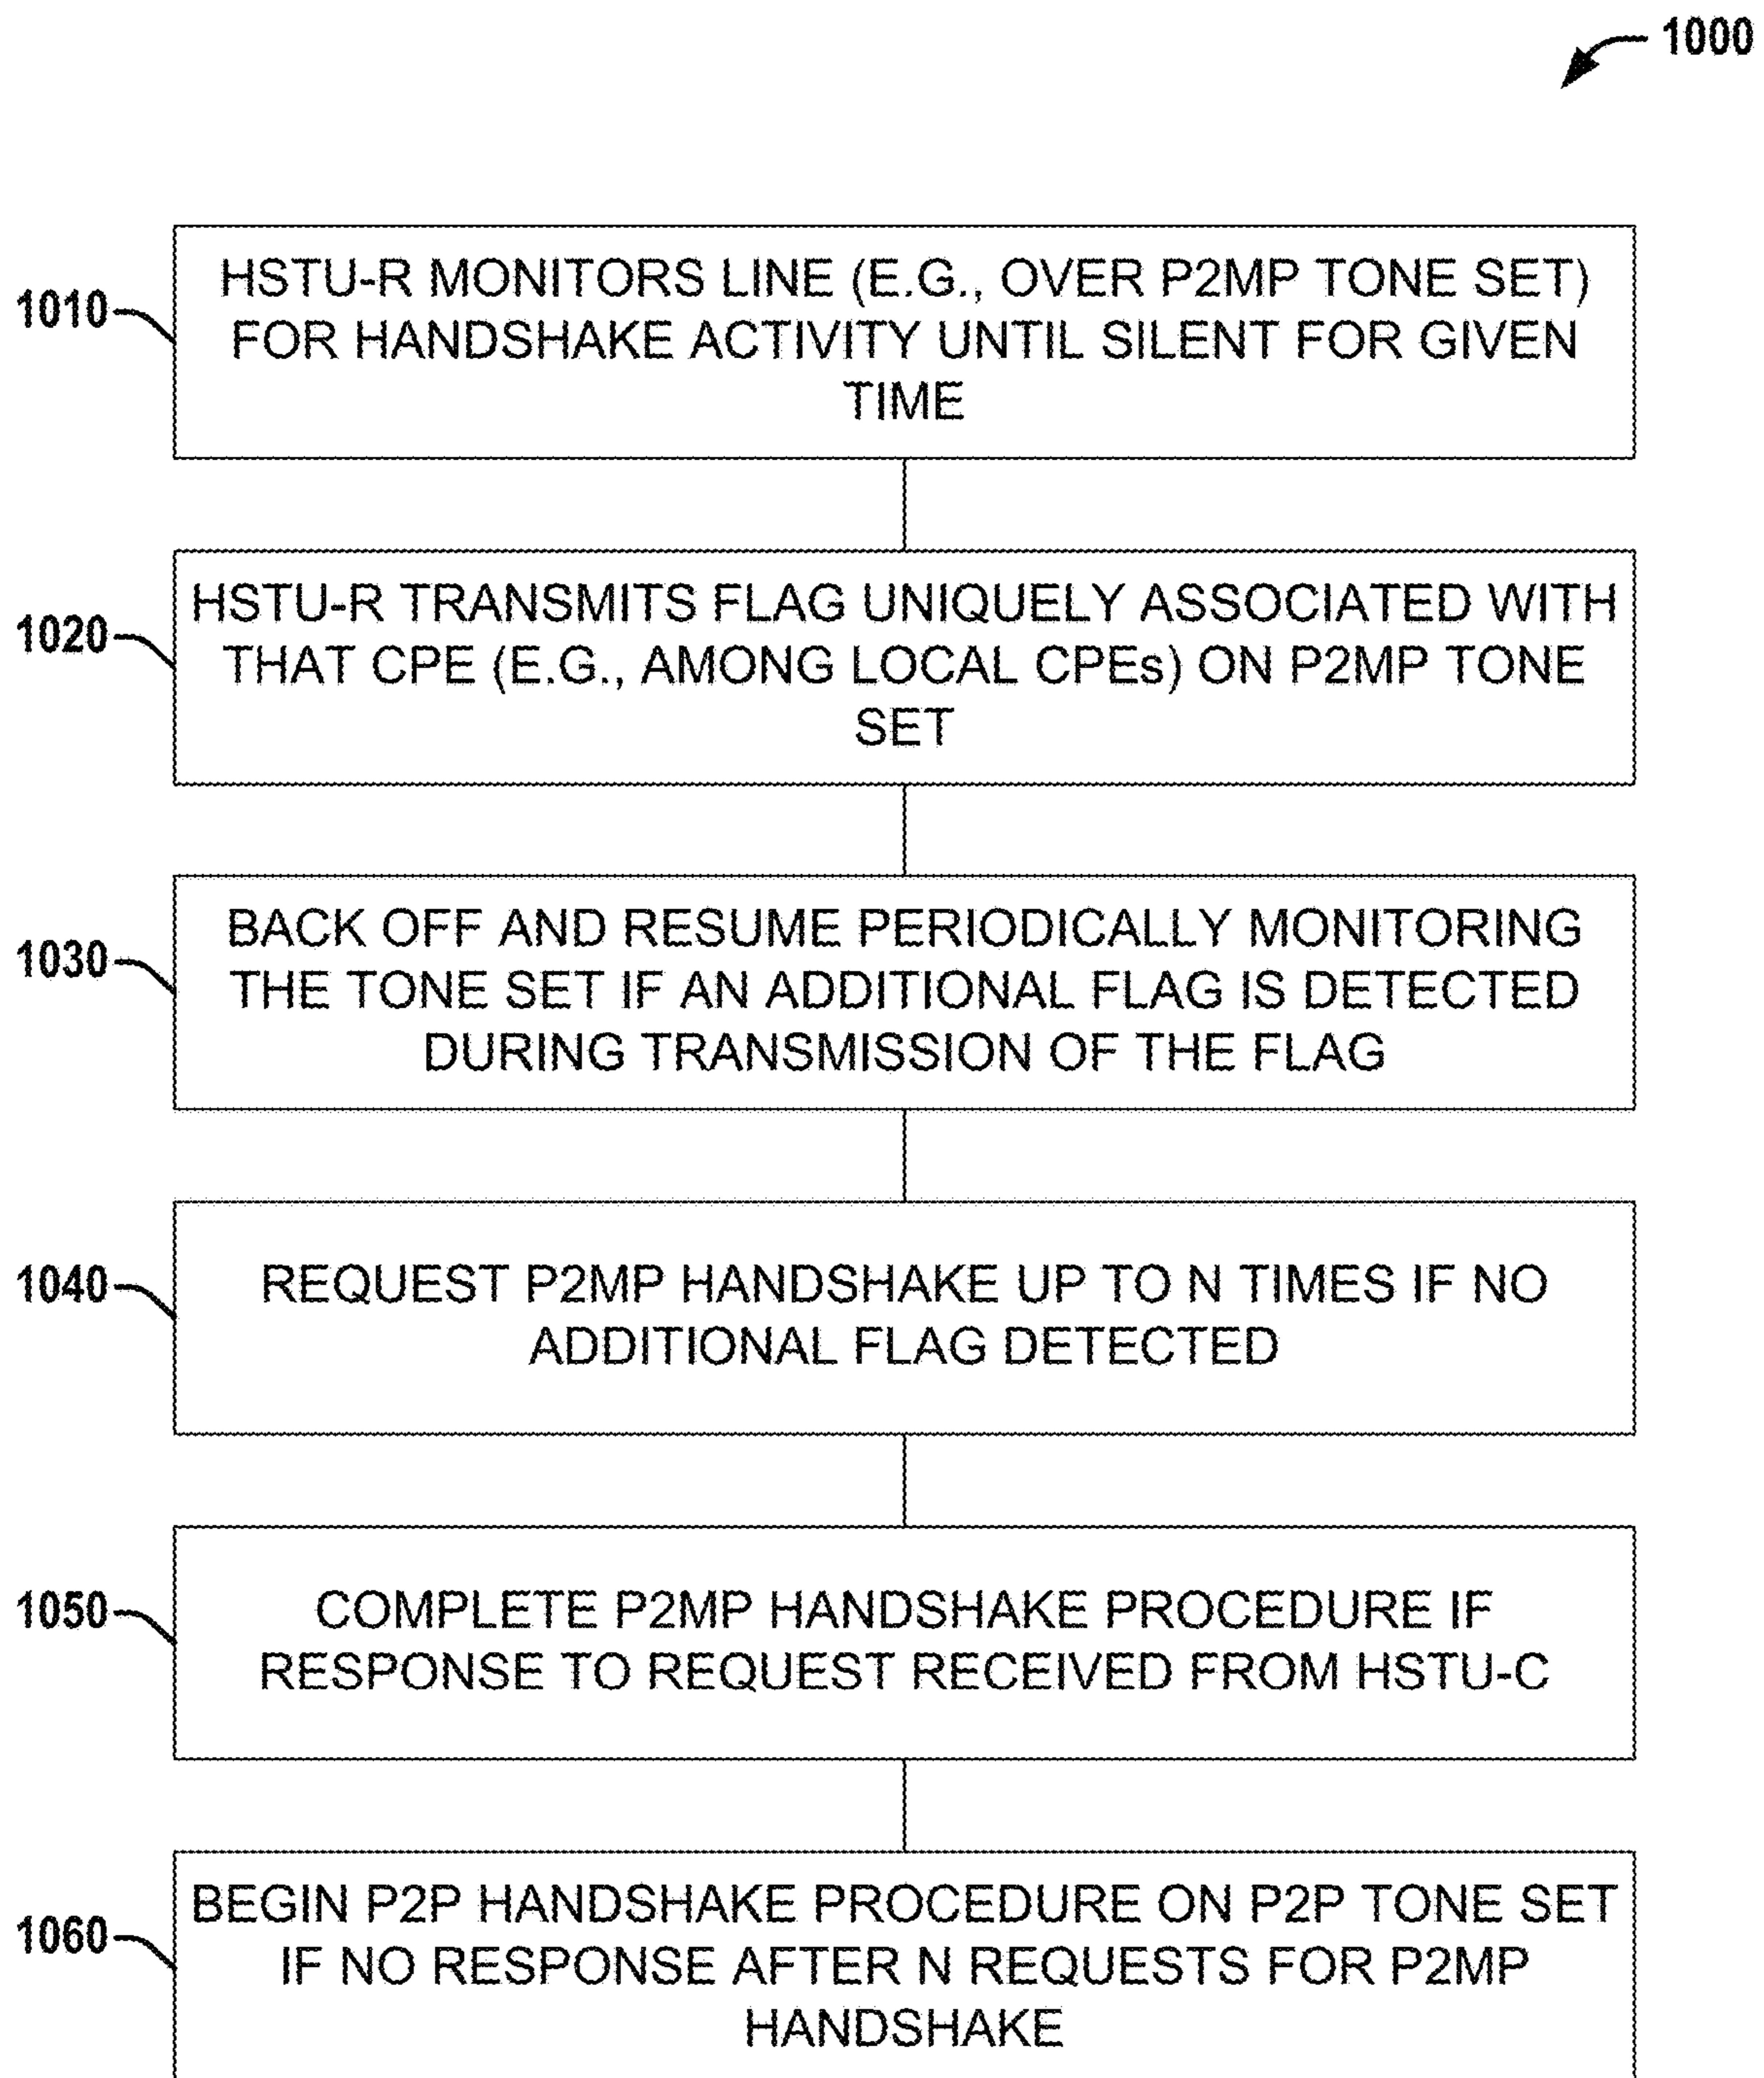 1000
1010
HSTU-R MONITORS LINE (E.G., OVER P2MP TONE SET)
FOR HANDSHAKE ACTIVITY UNTIL SILENT FOR GIVEN
TIME
1020
HSTU-R TRANSMITS FLAG UNIQUELY ASSOCIATED WITH
THAT CPE (E.G., AMONG LOCAL CPEs) ON P2MP TONE
SET
1030
BACK OFF AND RESUME PERIODICALLY MONITORING
THE TONE SET IF AN ADDITIONAL FLAG IS DETECTED
DURING TRANSMISSION OF THE FLAG
1040
REQUEST P2MP HANDSHAKE UP TO N TIMES IF NO
ADDITIONAL FLAG DETECTED
1050
COMPLETE P2MP HANDSHAKE PROCEDURE IF
RESPONSE TO REQUEST RECEIVED FROM HSTU-C
1060
BEGIN P2P HANDSHAKE PROCEDURE ON P2P TONE SET
IF NO RESPONSE AFTER N REQUESTS FOR P2MP
HANDSHAKE